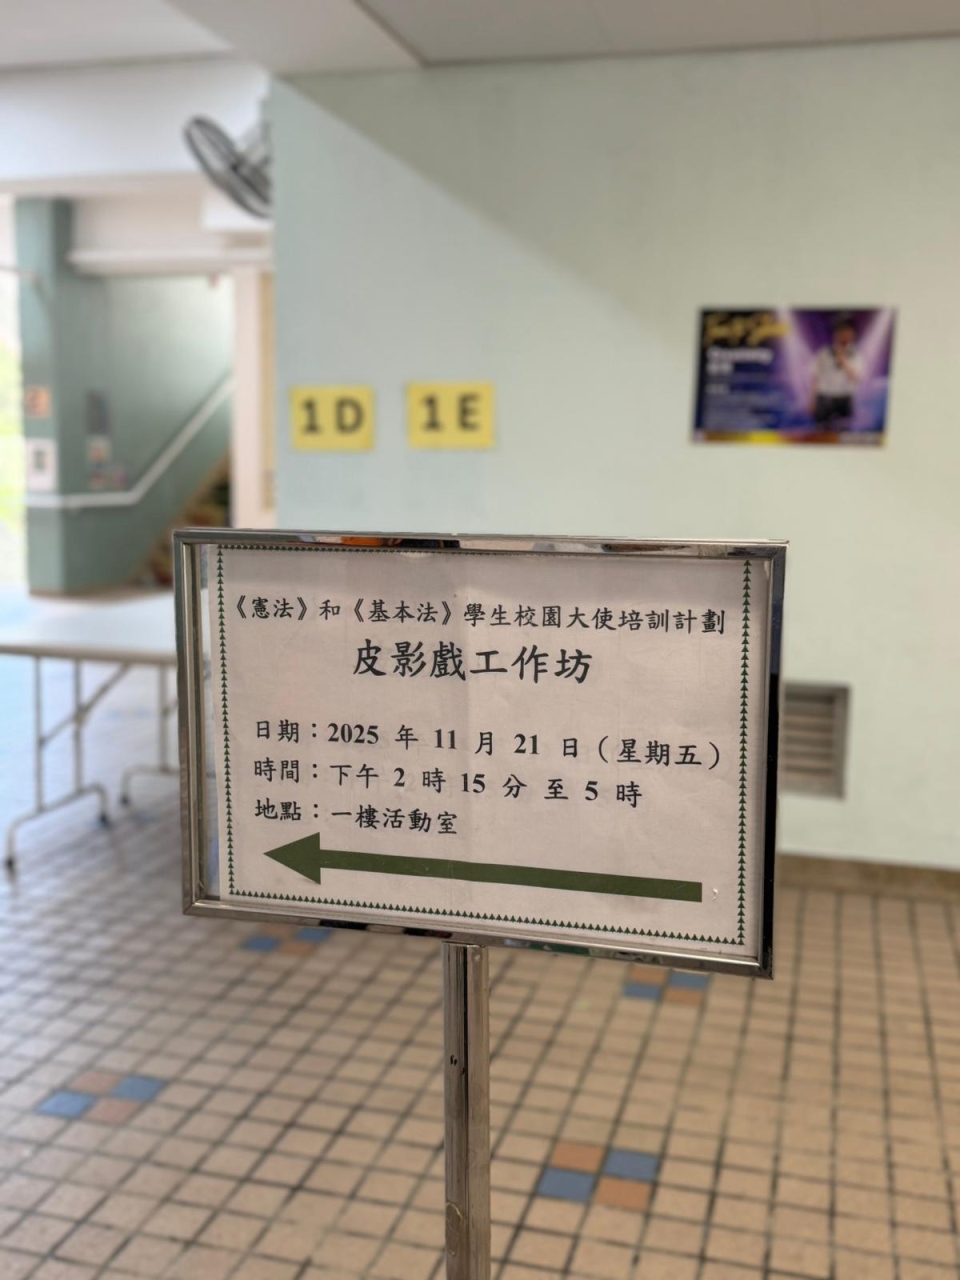 1D
1E
《憲法》和《基本法》學生校園大使培訓計劃
皮影戲工作坊
日期：2025 年 11 月 21 日（星期五）
時間：下午 2 時 15 分 至 5 時
地點：一樓活動室